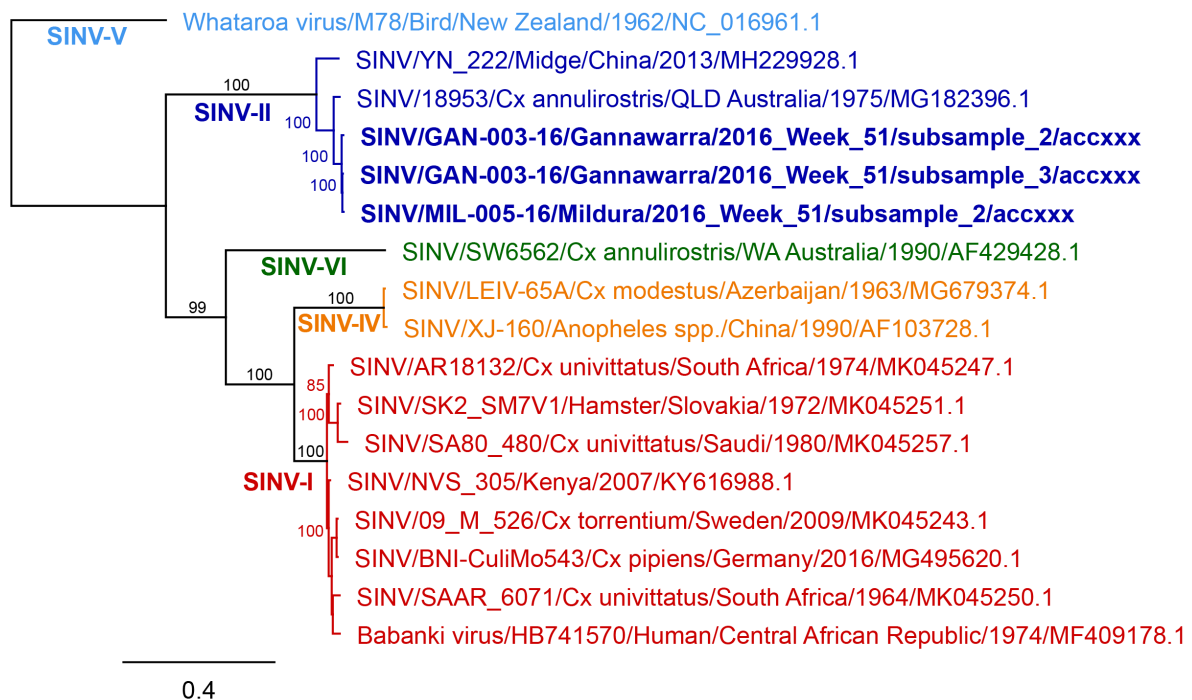 Whataroa virus/M78/Bird/New Zealand/1962/NC_016961.1
SINV-V
SINV/YN_222/Midge/China/2013/MH229928.1
100
SINV-II
SINV/18953/Cx annulirostris/QLD Australia/1975/MG182396.1
100
SINV/GAN-003-16/Gannawarra/2016_Week_51/subsample_2/accxxx
100
SINV/GAN-003-16/Gannawarra/2016_Week_51/subsample_3/accxxx
100
SINV/MIL-005-16/Mildura/2016_Week_51/subsample_2/accxxx
SINV/SW6562/Cx annulirostris/WA Australia/1990/AF429428.1
SINV-VI
99
SINV/LEIV-65A/Cx modestus/Azerbaijan/1963/MG679374.1
100
SINV-IV
SINV/XJ-160/Anopheles spp./China/1990/AF103728.1
100
SINV/AR18132/Cx univittatus/South Africa/1974/MK045247.1
85
SINV/SK2_SM7V1/Hamster/Slovakia/1972/MK045251.1
100
SINV/SA80_480/Cx univittatus/Saudi/1980/MK045257.1
100
SINV-I
SINV/NVS_305/Kenya/2007/KY616988.1
SINV/09_M_526/Cx torrentium/Sweden/2009/MK045243.1
100
SINV/BNI-CuliMo543/Cx pipiens/Germany/2016/MG495620.1
SINV/SAAR_6071/Cx univittatus/South Africa/1964/MK045250.1
Babanki virus/HB741570/Human/Central African Republic/1974/MF409178.1
0.4